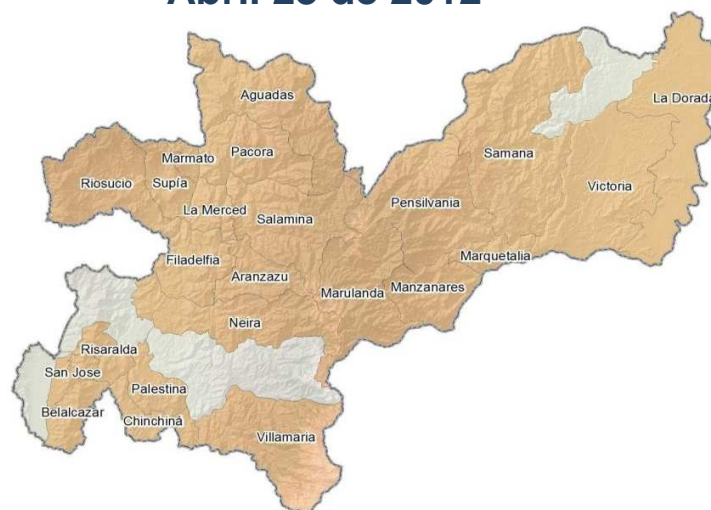 Abril 28 de 2012
Aguadas
La Dorada
Marmato
Pacora
Samana
Riosucio
Supía
Victoria
La Merced
Pensilvania
Salamina
Filadelfia
Marquetalia
Aranzazu
Marulanda
Manzanares
Neira
Risaralda
San Jose
Palestina
Belalcazar
Chinchiná
Villamaria